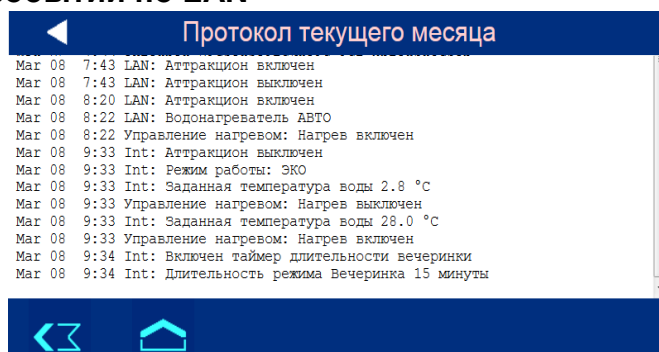 Протокол текущего месяца
Mar 08 7:43 LAN: Аттракцион включен
Mar 08 7:43 LAN: Аттракцион выключен
Mar 08 8:20 LAN: Аттракцион включен
Mar 08 8:22 LAN: Водонагреватель АВТО
Mar 08 8:22 Управление нагревом: Нагрев включен
Mar 08 9:33 Int: Аттракцион выключен
Mar 08 9:33 Int: Режим работы: ЭКО
Mar 08 9:33 Int: Заданная температура воды 2.8 °C
Mar 08 9:33 Управление нагревом: Нагрев выключен
Mar 08 9:33 Int: Заданная температура воды 28.0 °C
Mar 08 9:33 Управление нагревом: Нагрев включен
Mar 08 9:34 Int: Включен таймер длительности вечеринки
Mar 08 9:34 Int: Длительность режима Вечеринка 15 минуты